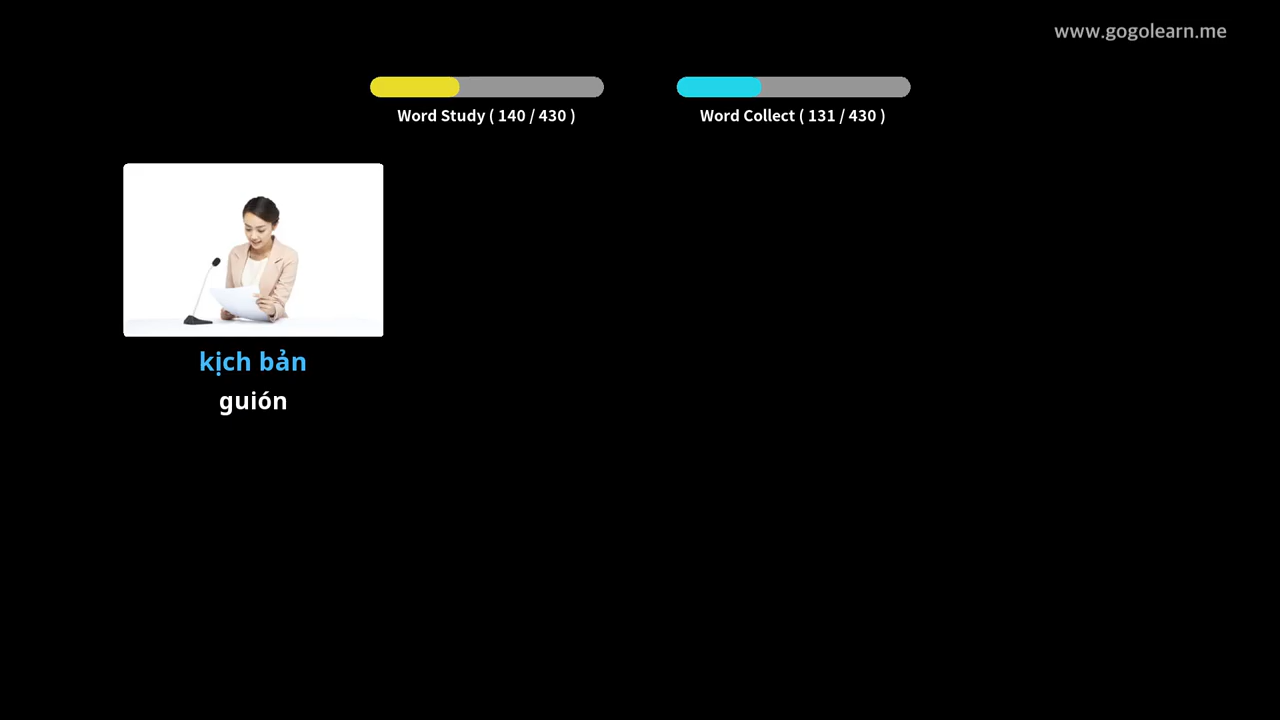 www.gogolearn.me
Word Study ( 140 / 430 )
Word Collect ( 131 / 430 )
kịch bản
guión